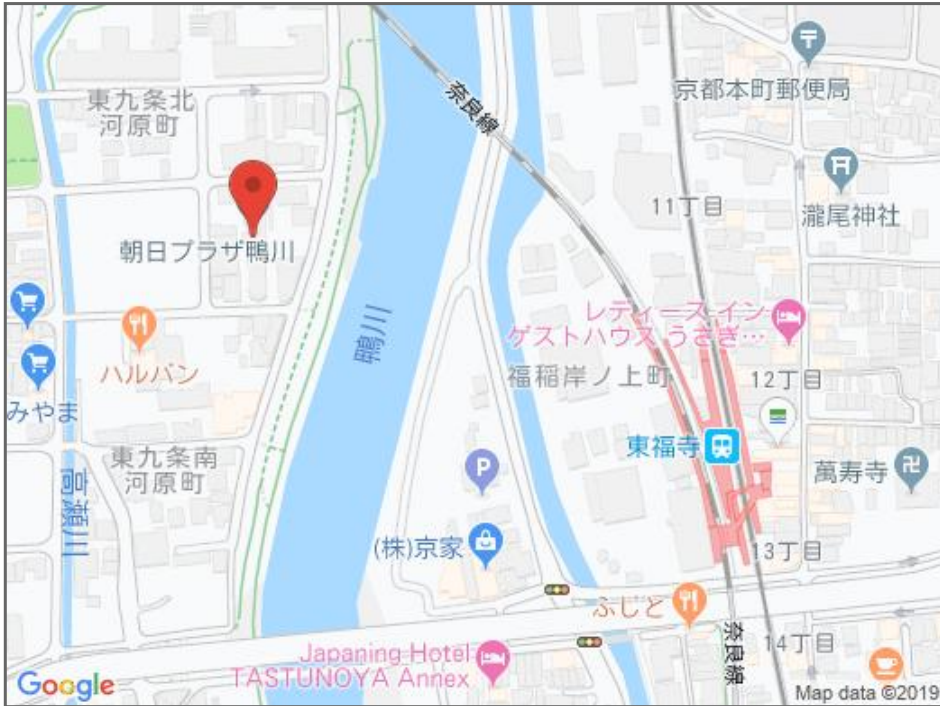 奈良線
京都本町郵便局
東九条北
河原町
11丁目
瀧尾神社
朝日プラザ鴨川
レディースイン
ゲストハウス うさぎ…
鴨川
ハルバン
福稲岸ノ上町
12丁目
みやま
東福寺
東九条南
河原町
萬寿寺
高瀬川
P
(株)京家
13丁目
ふじと
奈良線
14丁目
Japaning Hotel
TASTUNOYA Annex
Google
Map data ©2019